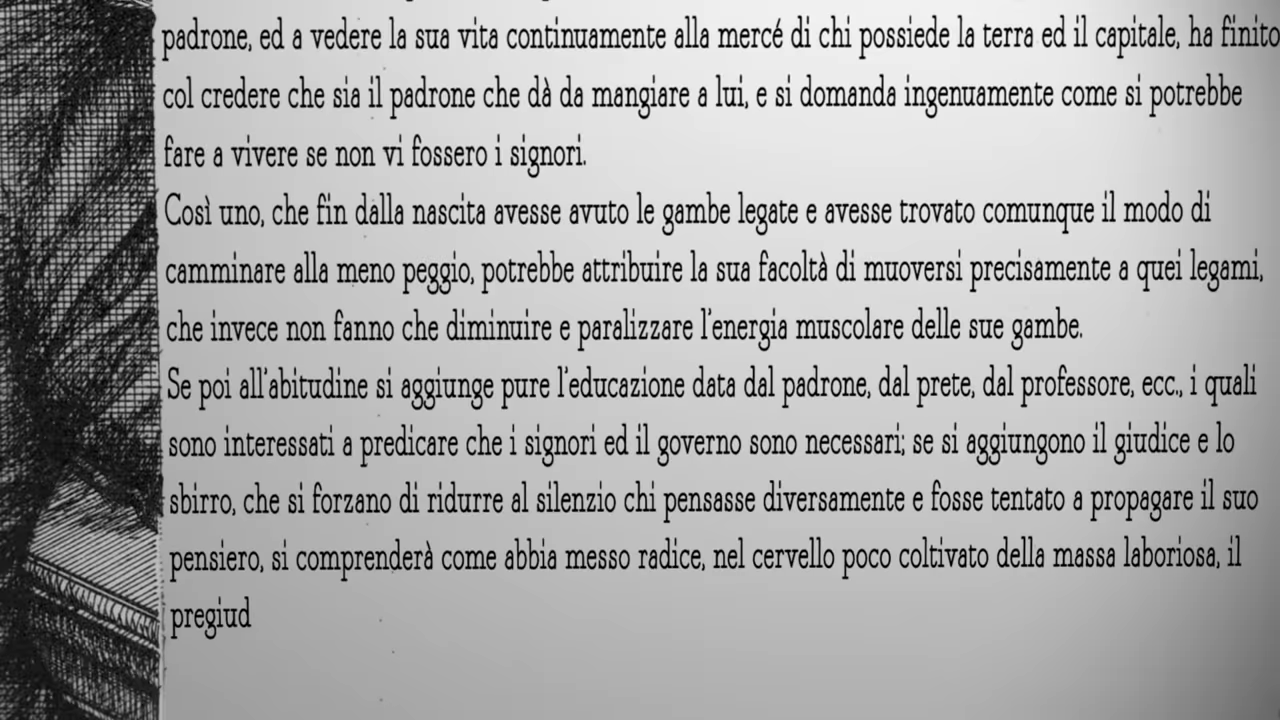 padrone, ed a vedere la sua vita continuamente alla mercé di chi possiede la terra ed il capitale, ha finito
col credere che sia il padrone che dà da mangiare a lui, e si domanda ingenuamente come si potrebbe
fare a vivere se non vi fossero i signori.
Così uno, che fin dalla nascita avesse avuto le gambe legate e avesse trovato comunque il modo di
camminare alla meno peggio, potrebbe attribuire la sua facoltà di muoversi precisamente a quei legami,
che invece non fanno che diminuire e paralizzare l'energia muscolare delle sue gambe.
Se poi all'abitudine si aggiunge pure l'educazione data dal padrone, dal prete, dal professore, ecc., i quali
sono interessati a predicare che i signori ed il governo sono necessari; se si aggiungono il giudice e lo
sbirro, che si forzano di ridurre al silenzio chi pensasse diversamente e fosse tentato a propagare il suo
pensiero, si comprenderà come abbia messo radice, nel cervello poco coltivato della massa laboriosa, il
pregiud